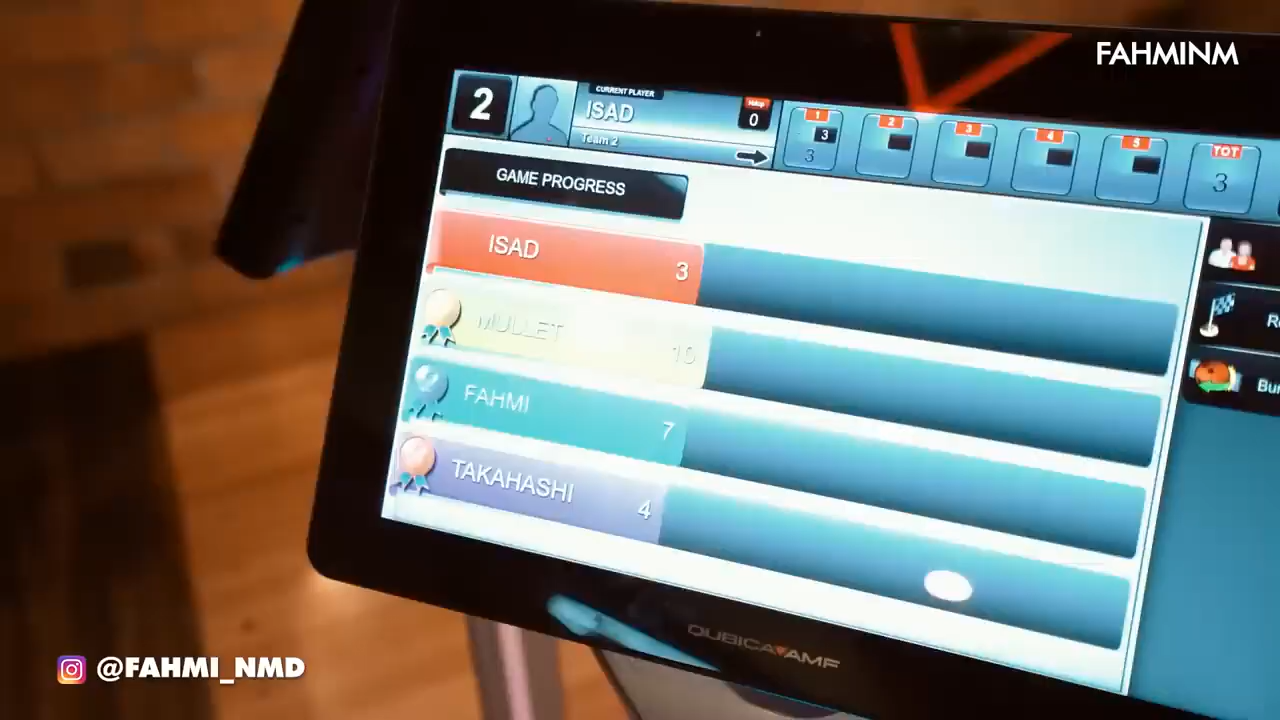 FAHMINM
2
CURRENT PLAYER
ISAD
Team 2
Hdcp
0
1 2 3 4 5 TOT
3
3
3
GAME PROGRESS
ISAD 3
MULLET 10
FAHMI 7
TAKAHASHI 4
QUBICAAMF
@FAHMI_NMD